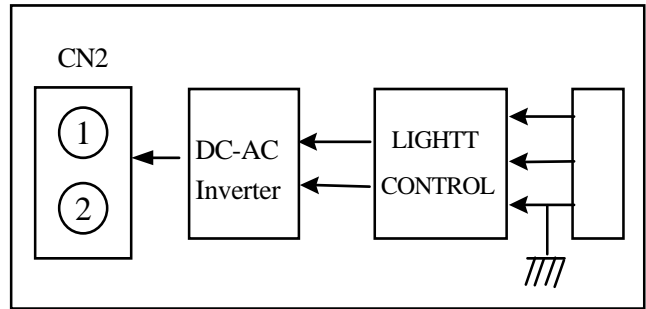 CN2
1
2
DC-AC
Inverter
LIGHTT
CONTROL